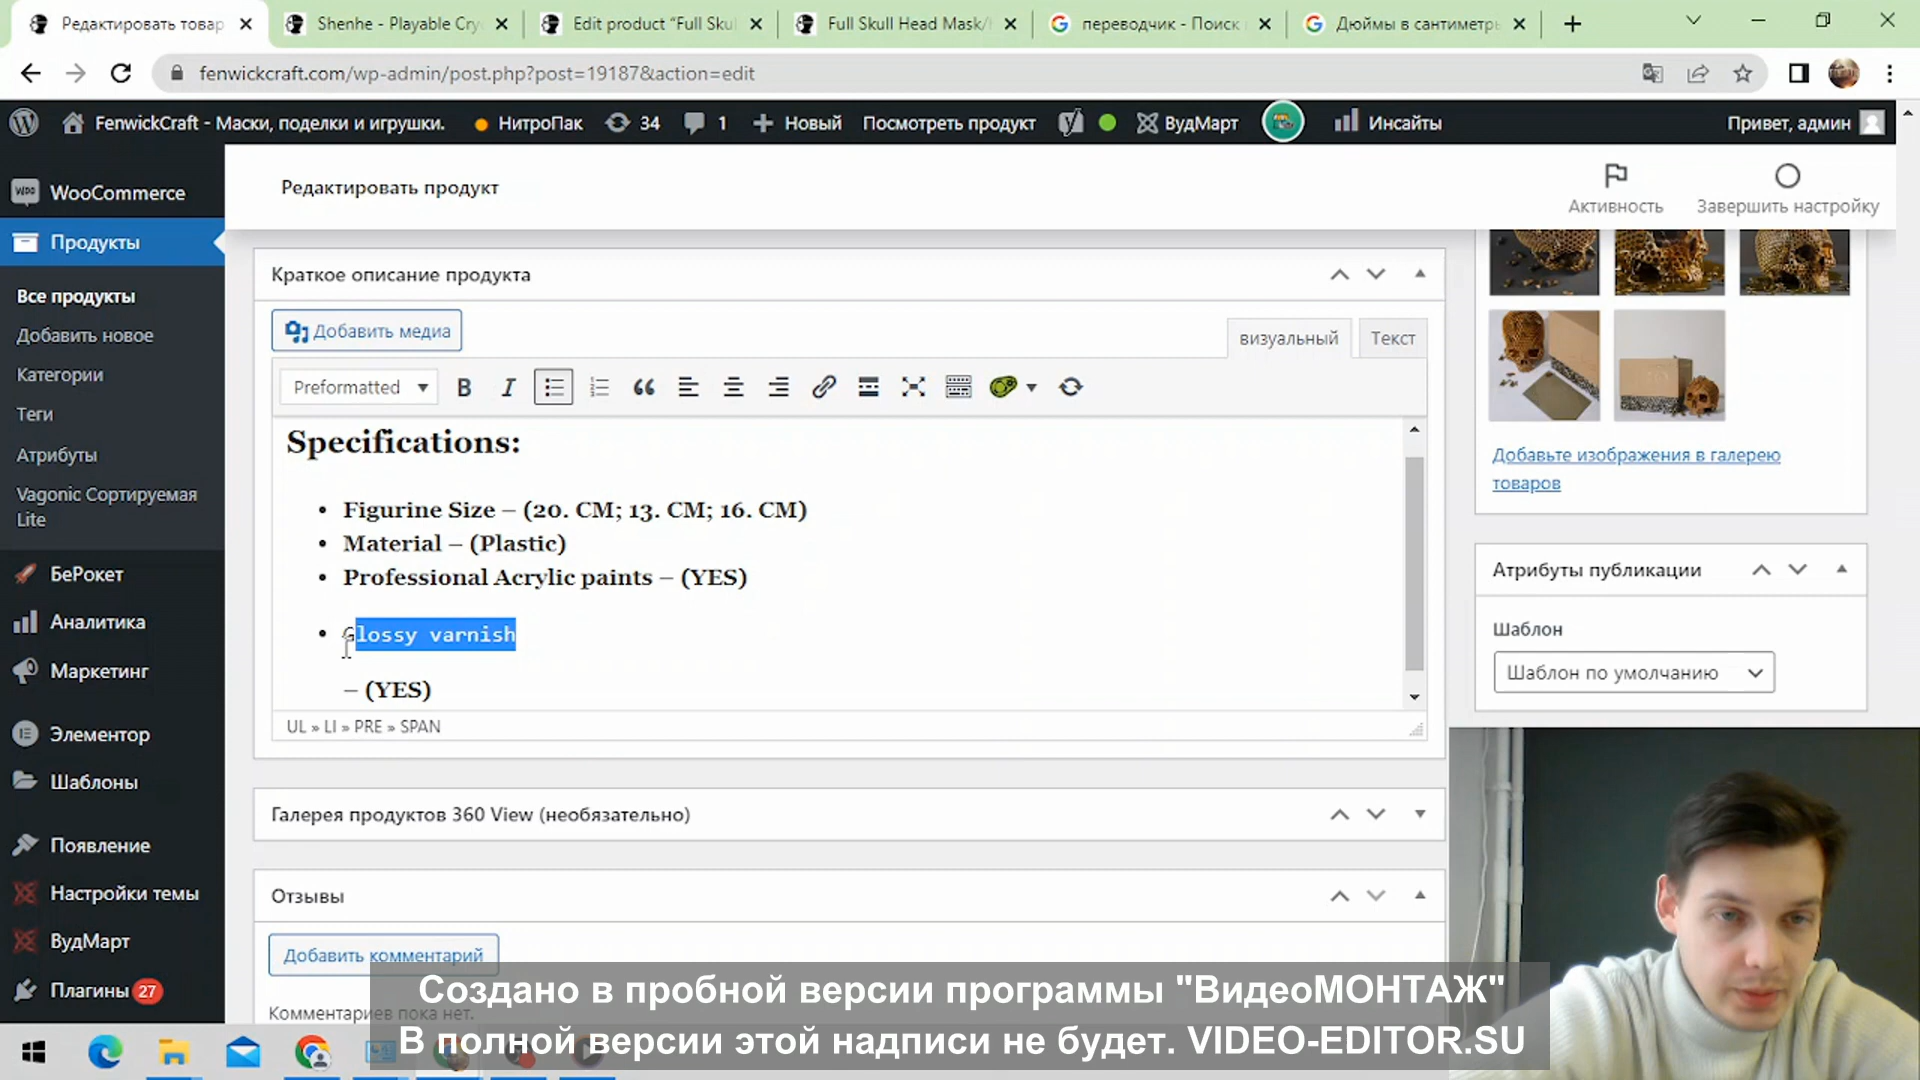 Редактировать товар
Shenhe - Playable Cry
Edit product "Full Sku
Full Skull Head Mask/
переводчик - Поиск
Дюймы в сантиметры
fenwickcraft.com/wp-admin/post.php?post=19187&action=edit
FenwickCraft - Маски, поделки и игрушки.
НитроПак
34
1
Новый
Посмотреть продукт
ВудМарт
Инсайты
Привет, админ
WooCommerce
Продукты
Все продукты
Добавить новое
Категории
Теги
Атрибуты
Vagonic Сортируемая
Lite
БеРокет
Аналитика
Маркетинг
Элементор
Шаблоны
Появление
Настройки темы
ВудМарт
Плагины 27
Редактировать продукт
Активность
Завершить настройку
Краткое описание продукта
Добавить медиа
визуальный
Текст
Preformatted
Specifications:
Figurine Size – (20. CM; 13. CM; 16. CM)
Material – (Plastic)
Professional Acrylic paints – (YES)
Glossy varnish
– (YES)
UL » LI » PRE » SPAN
Галерея продуктов 360 View (необязательно)
Отзывы
Добавить комментарий
Комментариев пока нет.
Добавьте изображения в галерею
товаров
Атрибуты публикации
Шаблон
Шаблон по умолчанию
Создано в пробной версии программы "ВидеоМОНТАЖ"
В полной версии этой надписи не будет. VIDEO-EDITOR.SU